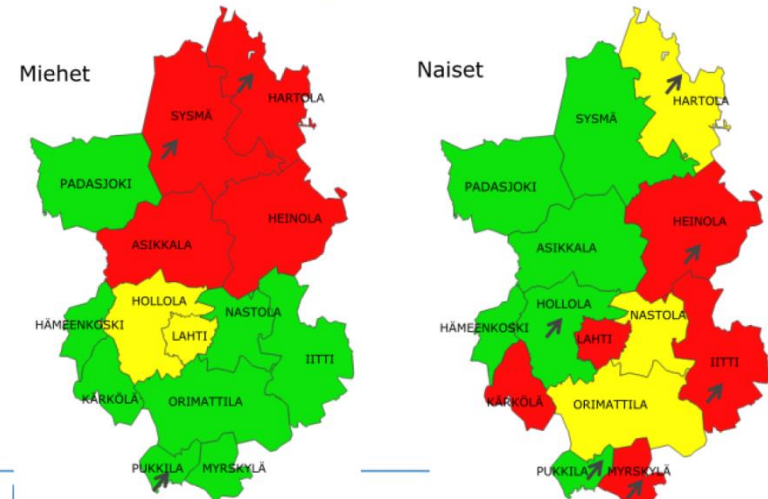 Miehet
HARTOLA
SYSMÄ
PADASJOKI
HEINOLA
ASIKKALA
HOLLOLA
NASTOLA
HÄMEENKOSKI
LAHTI
IITTI
KÄRKÖLÄ
ORIMATTILA
PUKKILA
MYRSKYLÄ
Naiset
HARTOLA
SYSMÄ
PADASJOKI
HEINOLA
ASIKKALA
HOLLOLA
NASTOLA
HÄMEENKOSKI
LAHTI
IITTI
KÄRKÖLÄ
ORIMATTILA
PUKKILA
MYRSKYLÄ